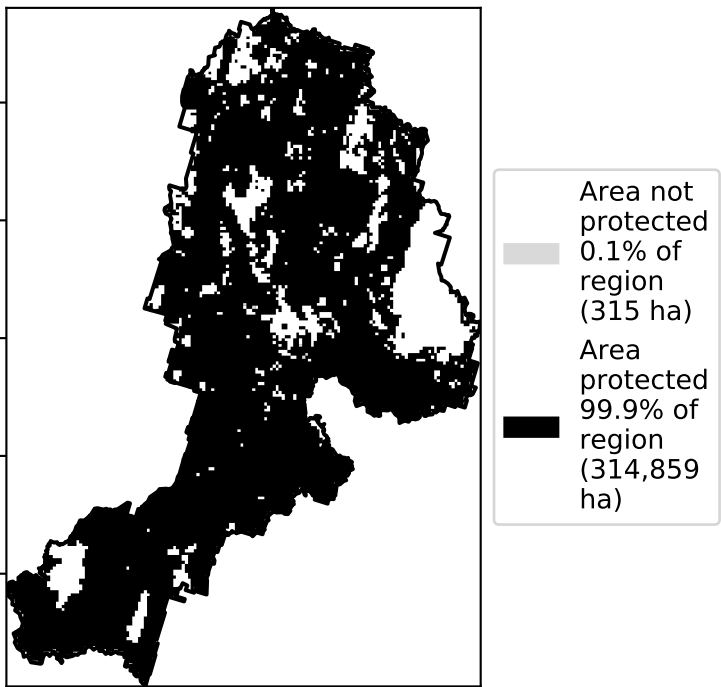 Area not
protected
0.1% of
region
(315 ha)
Area
protected
99.9% of
region
(314,859
ha)